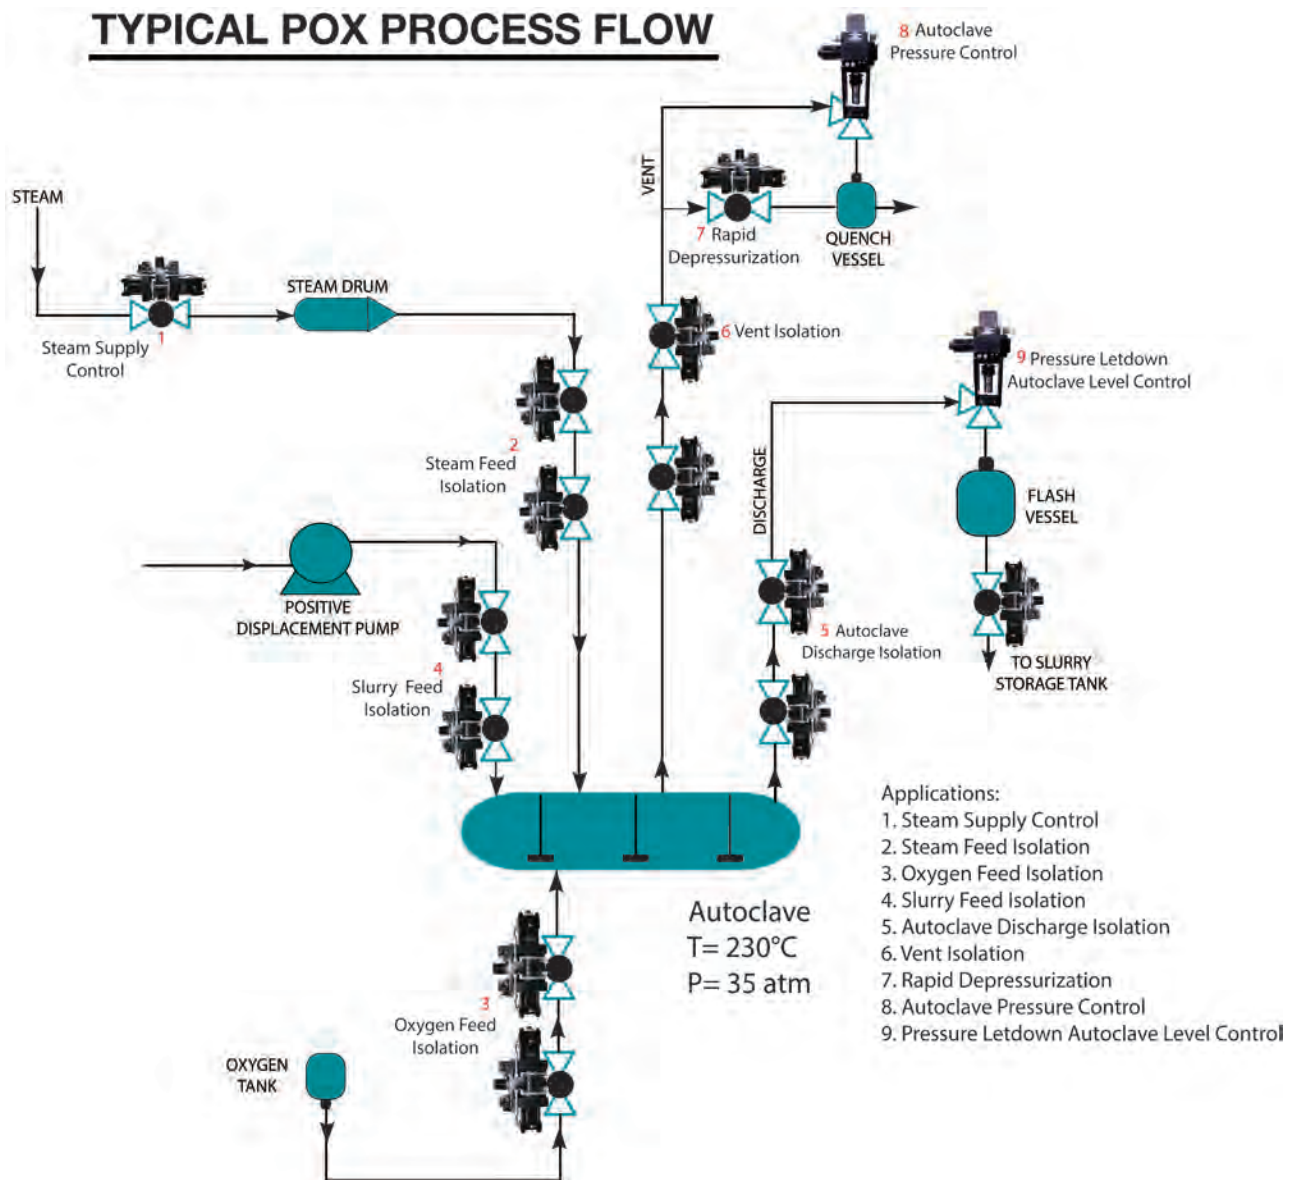 TYPICAL POX PROCESS FLOW
8 Autoclave
Pressure Control
VENT
STEAM
7 Rapid
Depressurization
QUENCH
VESSEL
STEAM DRUM
1
Steam Supply
Control
6 Vent Isolation
9 Pressure Letdown
Autoclave Level Control
2
Steam Feed
Isolation
DISCHARGE
FLASH
VESSEL
POSITIVE
DISPLACEMENT PUMP
5 Autoclave
Discharge Isolation
4
Slurry Feed
Isolation
TO SLURRY
STORAGE TANK
Applications:
1. Steam Supply Control
2. Steam Feed Isolation
3. Oxygen Feed Isolation
4. Slurry Feed Isolation
5. Autoclave Discharge Isolation
6. Vent Isolation
7. Rapid Depressurization
8. Autoclave Pressure Control
9. Pressure Letdown Autoclave Level Control
Autoclave
T= 230°C
P= 35 atm
3
Oxygen Feed
Isolation
OXYGEN
TANK